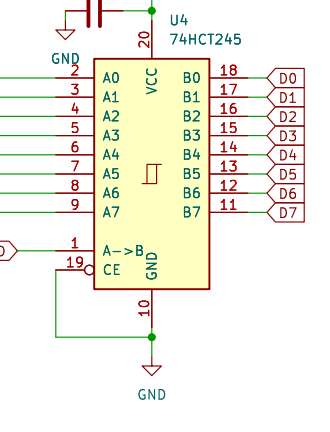 U4
74HCT245
GND
20
VCC
2 A0 B0 18 D0
3 A1 B1 17 D1
4 A2 B2 16 D2
5 A3 B3 15 D3
6 A4 B4 14 D4
7 A5 B5 13 D5
8 A6 B6 12 D6
9 A7 B7 11 D7
1 A->B
19 CE
GND
10
GND